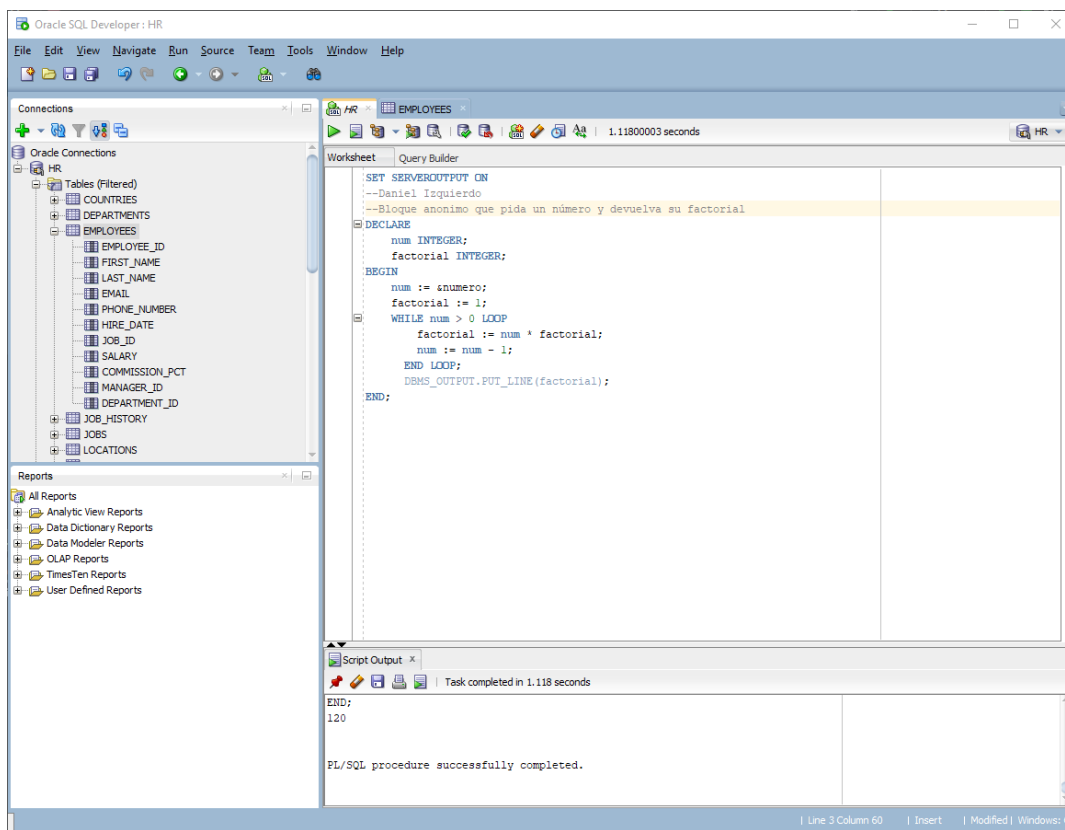 Oracle SQL Developer : HR
File Edit View Navigate Run Source Team Tools Window Help
Connections
Oracle Connections
HR
Tables (Filtered)
COUNTRIES
DEPARTMENTS
EMPLOYEES
EMPLOYEE_ID
FIRST_NAME
LAST_NAME
EMAIL
PHONE_NUMBER
HIRE_DATE
JOB_ID
SALARY
COMMISSION_PCT
MANAGER_ID
DEPARTMENT_ID
JOB_HISTORY
JOBS
LOCATIONS
Reports
All Reports
Analytic View Reports
Data Dictionary Reports
Data Modeler Reports
OLAP Reports
TimesTen Reports
User Defined Reports
HR EMPLOYEES
1.11800003 seconds
HR
Worksheet Query Builder
SET SERVEROUTPUT ON
--Daniel Izquierdo
--Bloque anonimo que pida un número y devuelva su factorial
DECLARE
num INTEGER;
factorial INTEGER;
BEGIN
num := &numero;
factorial := 1;
WHILE num > 0 LOOP
factorial := num * factorial;
num := num - 1;
END LOOP;
DBMS_OUTPUT.PUT_LINE(factorial);
END;
Script Output
Task completed in 1.118 seconds
END;
120
PL/SQL procedure successfully completed.
Line 3 Column 60 | Insert | Modified | Windows: